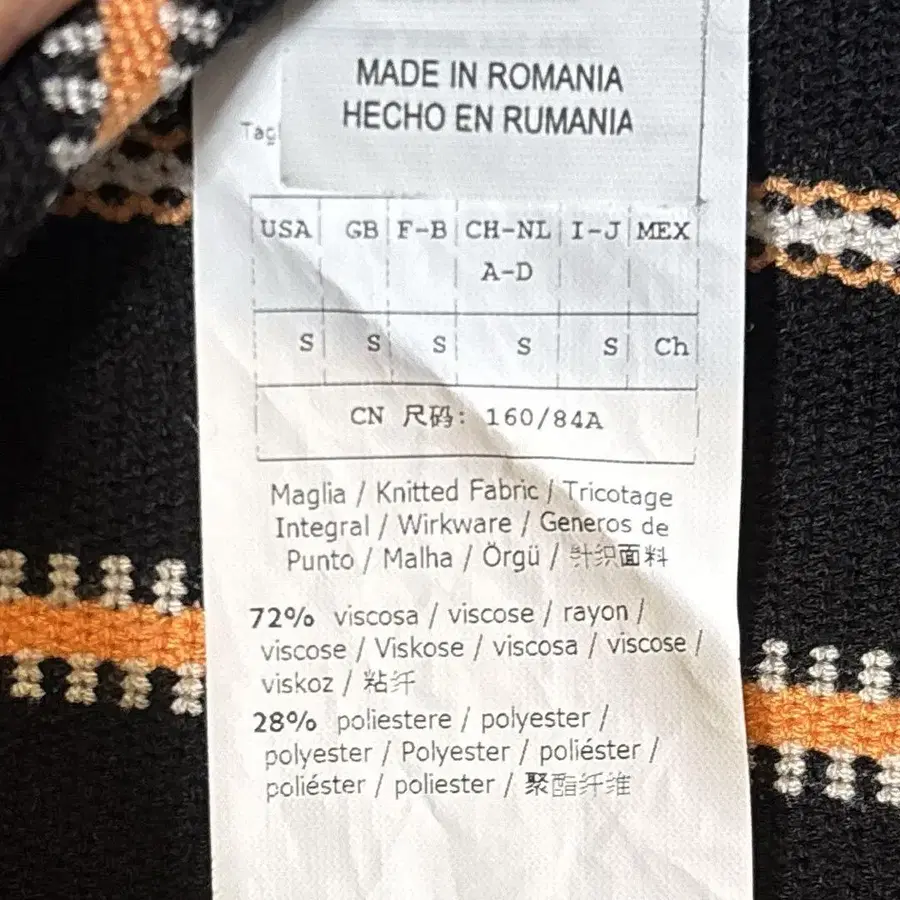 MADE IN ROMANIA
HECHO EN RUMANIA
Tagl
USA GB F-B CH-NL I-J MEX
A-D
S S S S S Ch
CN 尺码: 160/84A
Maglia / Knitted Fabric / Tricotage
Integral / Wirkware / Generos de
Punto / Malha / Örgü / 针织面料
72% viscosa / viscose / rayon /
viscose / Viskose / viscosa / viscose /
viskoz / 粘纤
28% poliestere / polyester /
polyester / Polyester / poliéster /
poliéster / poliester / 聚酯纤维